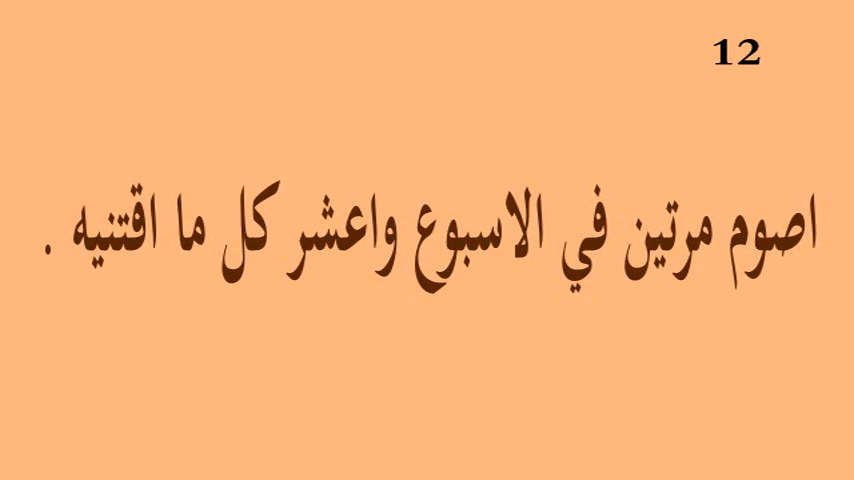 12
اصوم مرتين في الاسبوع واعشر كل ما اقتنيه .